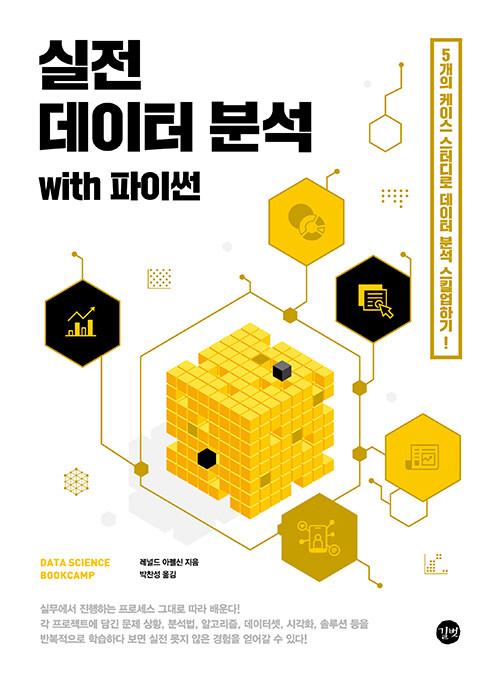 실전
데이터 분석
with 파이썬
5개의 케이스 스터디로 데이터 분석 스킬업하기!
DATA SCIENCE
BOOKCAMP
레널드 아펠신 지음
박찬성 옮김
실무에서 진행하는 프로세스 그대로 따라 배운다!
각 프로젝트에 담긴 문제 상황, 분석법, 알고리즘, 데이터셋, 시각화, 솔루션 등을
반복적으로 학습하다 보면 실전 못지 않은 경험을 얻어갈 수 있다!
길벗